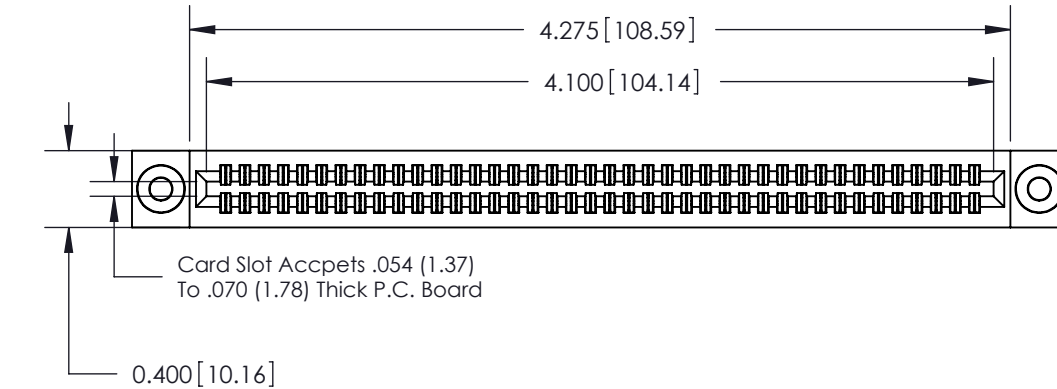 4.275[108.59]
4.100[104.14]
Card Slot Accpets .054 (1.37)
To .070 (1.78) Thick P.C. Board
0.400[10.16]